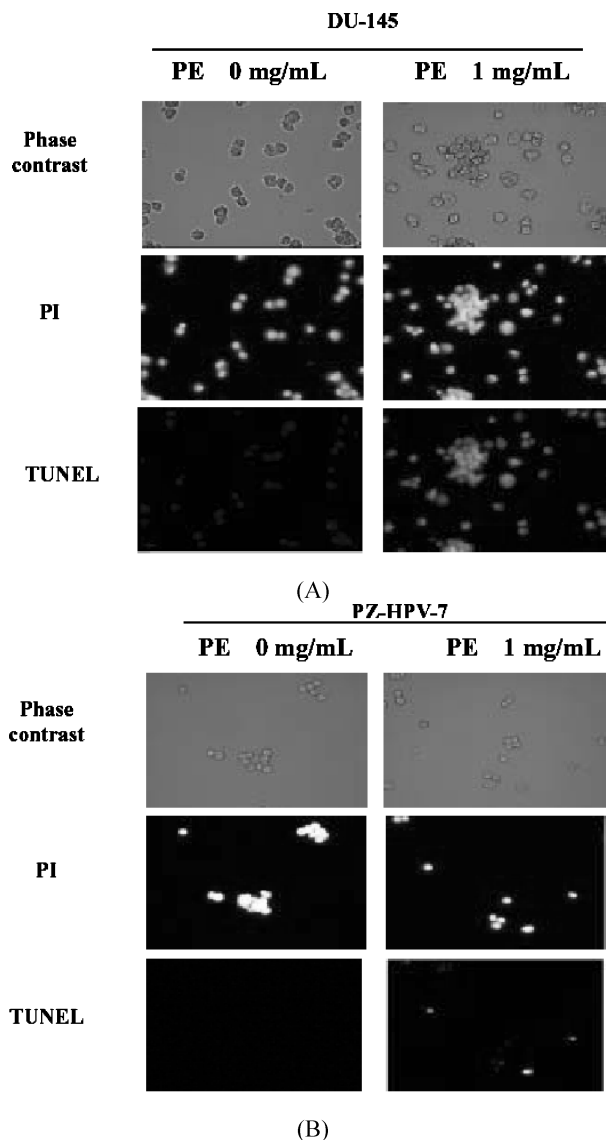 DU-145
PE 0 mg/mL PE 1 mg/mL
Phase
contrast
PI
TUNEL
(A)
PZ-HPV-7
PE 0 mg/mL PE 1 mg/mL
Phase
contrast
PI
TUNEL
(B)